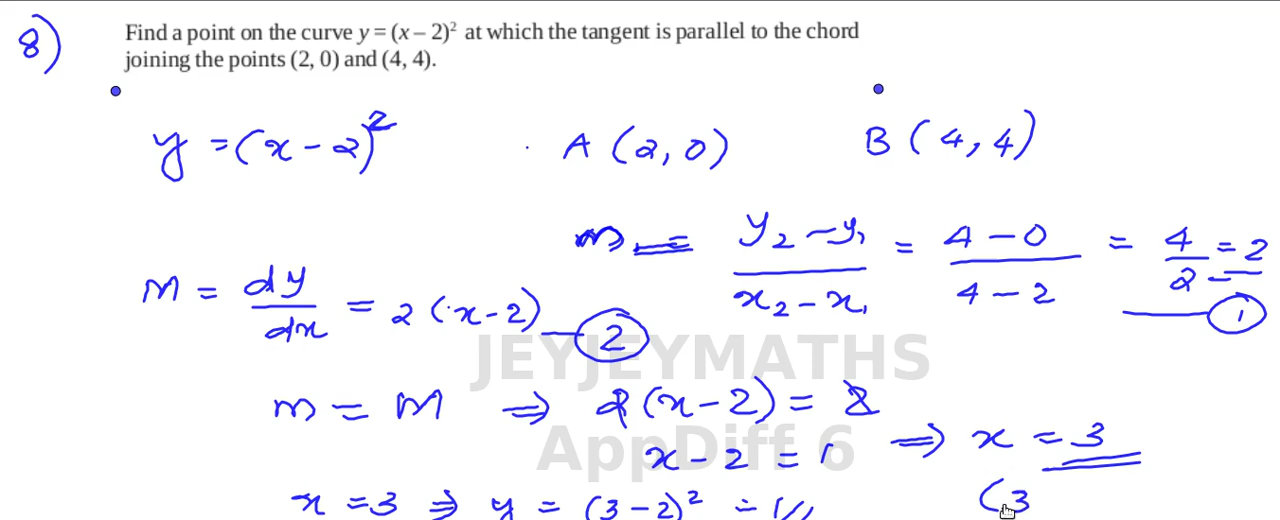 8)
Find a point on the curve y = (x – 2)² at which the tangent is parallel to the chord
joining the points (2, 0) and (4, 4).
y = (x - 2)² A (2, 0) B (4, 4)
m = y₂ - y₁ / x₂ - x₁ = 4 - 0 / 4 - 2 = 4 / 2 = 2 — ①
M = dy / dx = 2 (x - 2) — ②
JEYJEYMATHS
m = M ⇒ 2 (x - 2) = 2
AppDiff 6
x - 2 = 1 ⇒ x = 3
x = 3 ⇒ y = (3 - 2)² = 1 (3